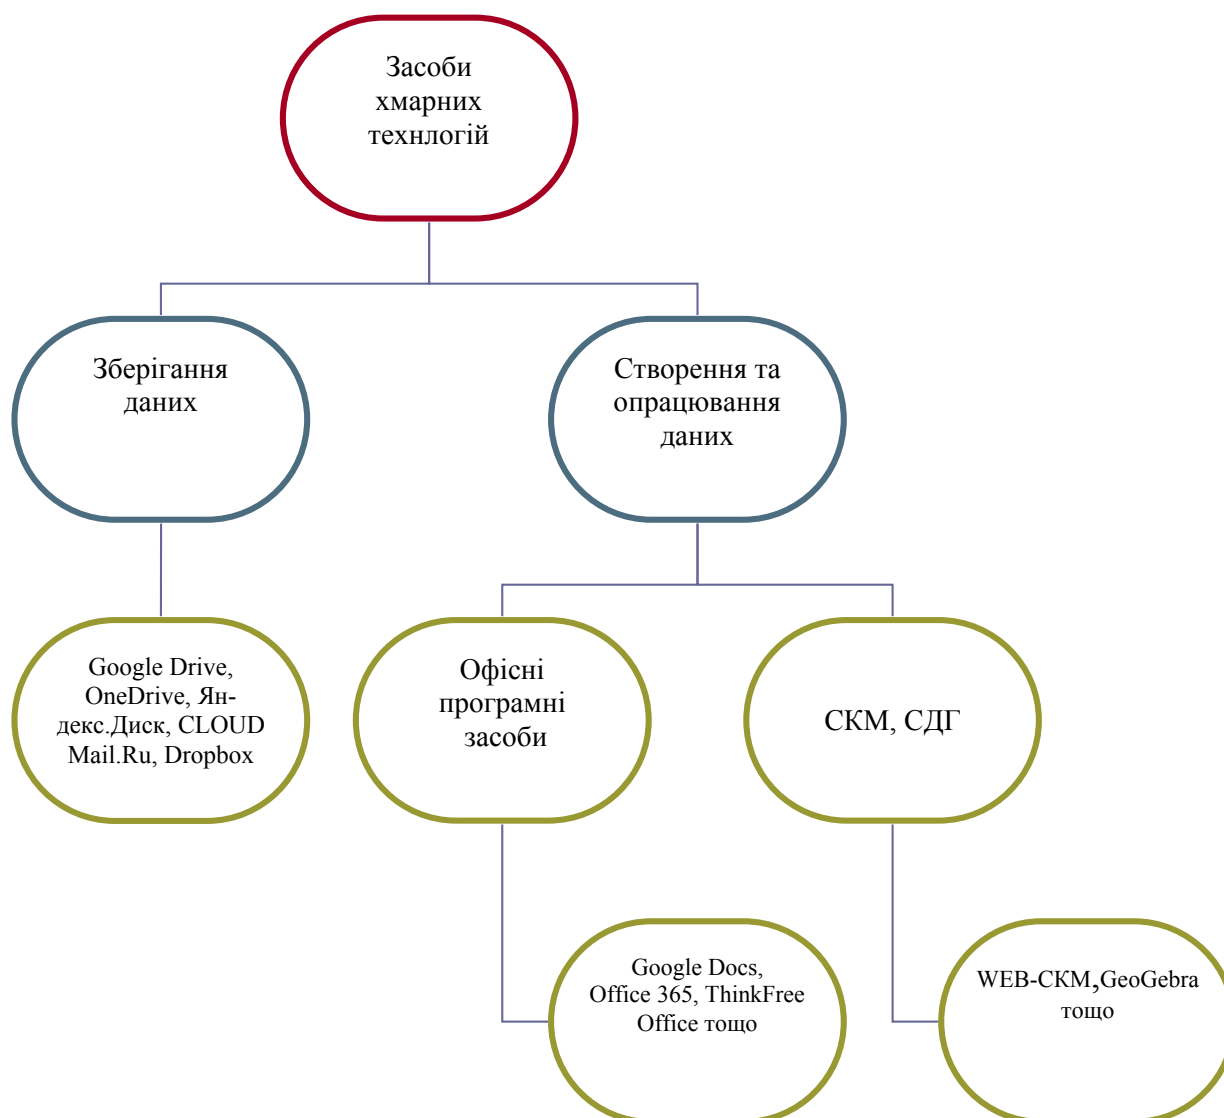 Засоби
хмарних
технлогій
Зберігання
даних
Створення та
опрацювання
даних
Google Drive,
OneDrive, Ян-
декс.Диск, CLOUD
Mail.Ru, Dropbox
Офісні
програмні
засоби
СКМ, СДГ
Google Docs,
Office 365, ThinkFree
Office тощо
WEB-СКМ,GeoGebra
тощо